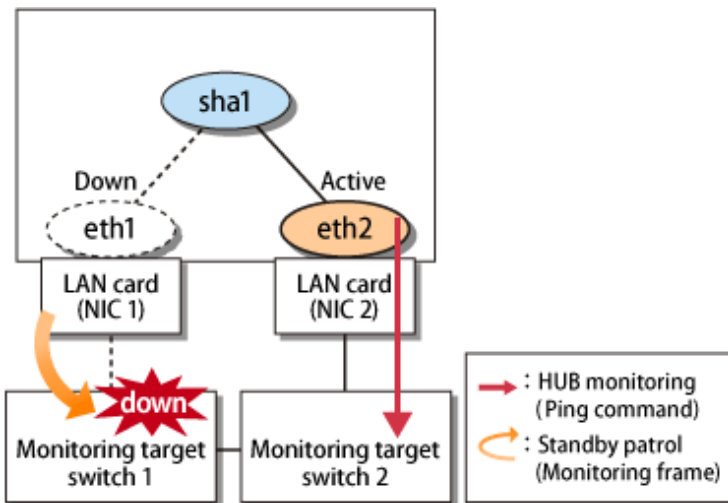 sha1
Down
Active
eth1
eth2
LAN card
(NIC 1)
LAN card
(NIC 2)
down
Monitoring target
switch 1
Monitoring target
switch 2
: HUB monitoring
(Ping command)
: Standby patrol
(Monitoring frame)